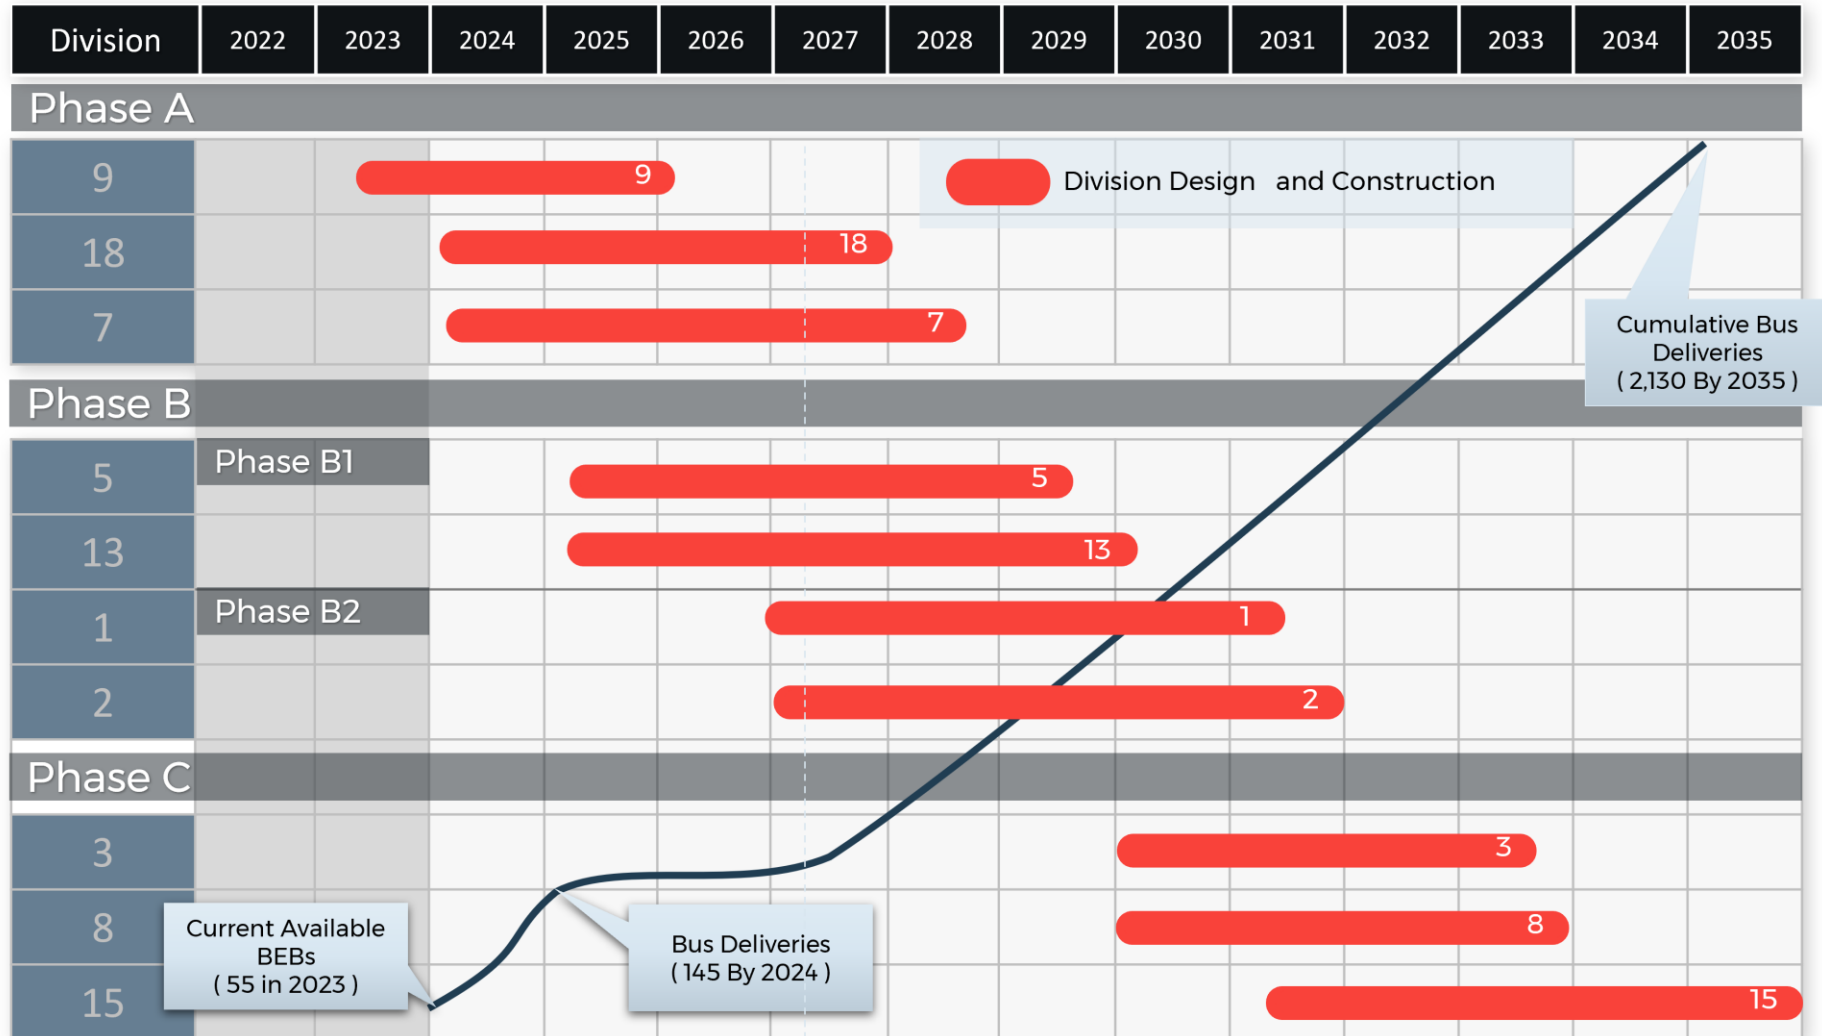 Division 2022 2023 2024 2025 2026 2027 2028 2029 2030 2031 2032 2033 2034 2035
Phase A
9 9
Division Design and Construction
18 18
7 7
Cumulative Bus
Deliveries
( 2,130 By 2035 )
Phase B
Phase B1
5 5
13 13
Phase B2
1 1
2 2
Phase C
3 3
8 8
Current Available
BEBs
( 55 in 2023 )
Bus Deliveries
( 145 By 2024 )
15 15